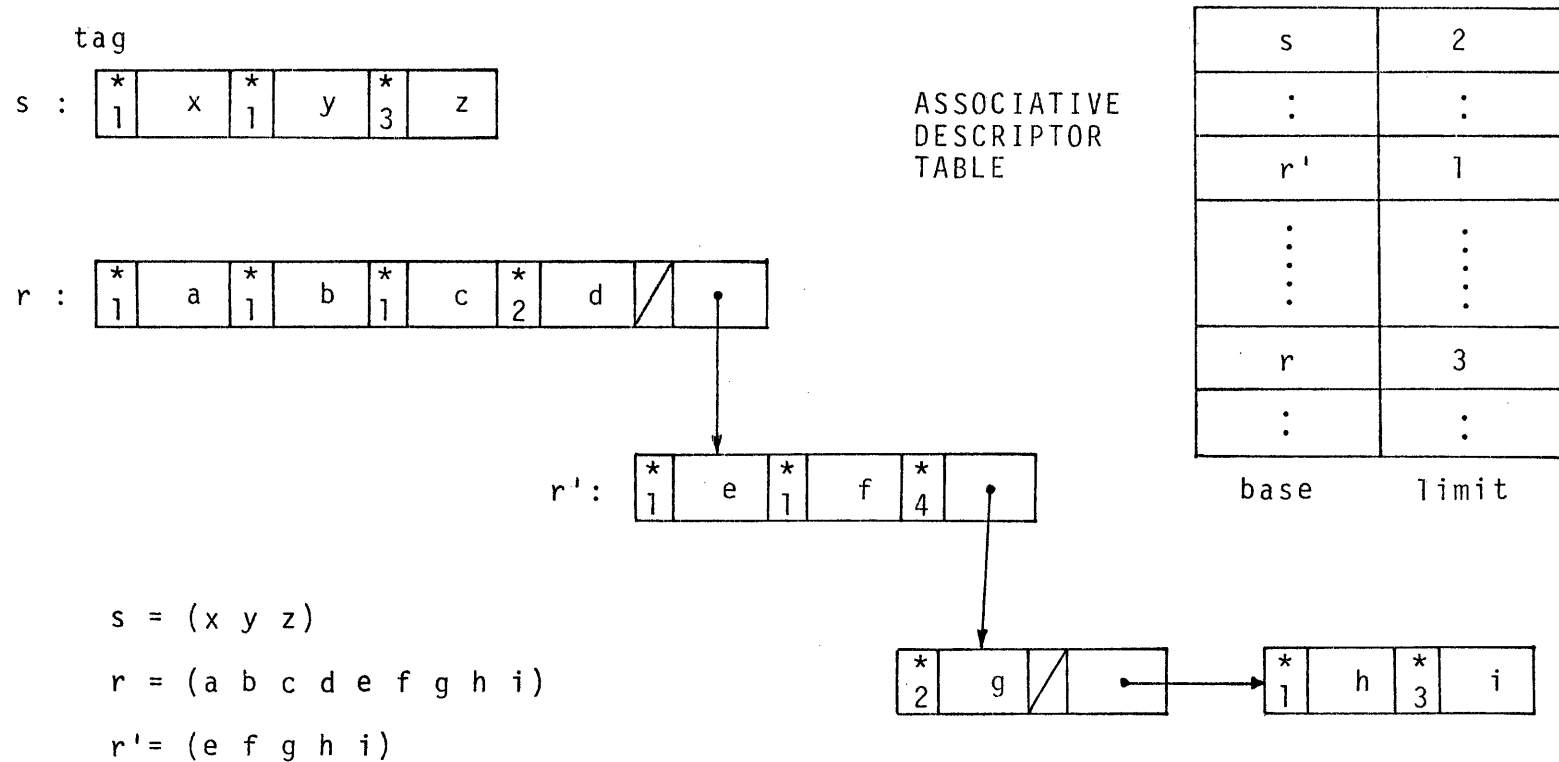 tag
s : * 1 x * 1 y * 3 z
r : * 1 a * 1 b * 1 c * 2 d
r': * 1 e * 1 f * 4
* 2 g * 1 h * 3 i
s = (x y z)
r = (a b c d e f g h i)
r'= (e f g h i)
ASSOCIATIVE
DESCRIPTOR
TABLE
s 2
: :
r' 1
⋮ ⋮
r 3
: :
base limit